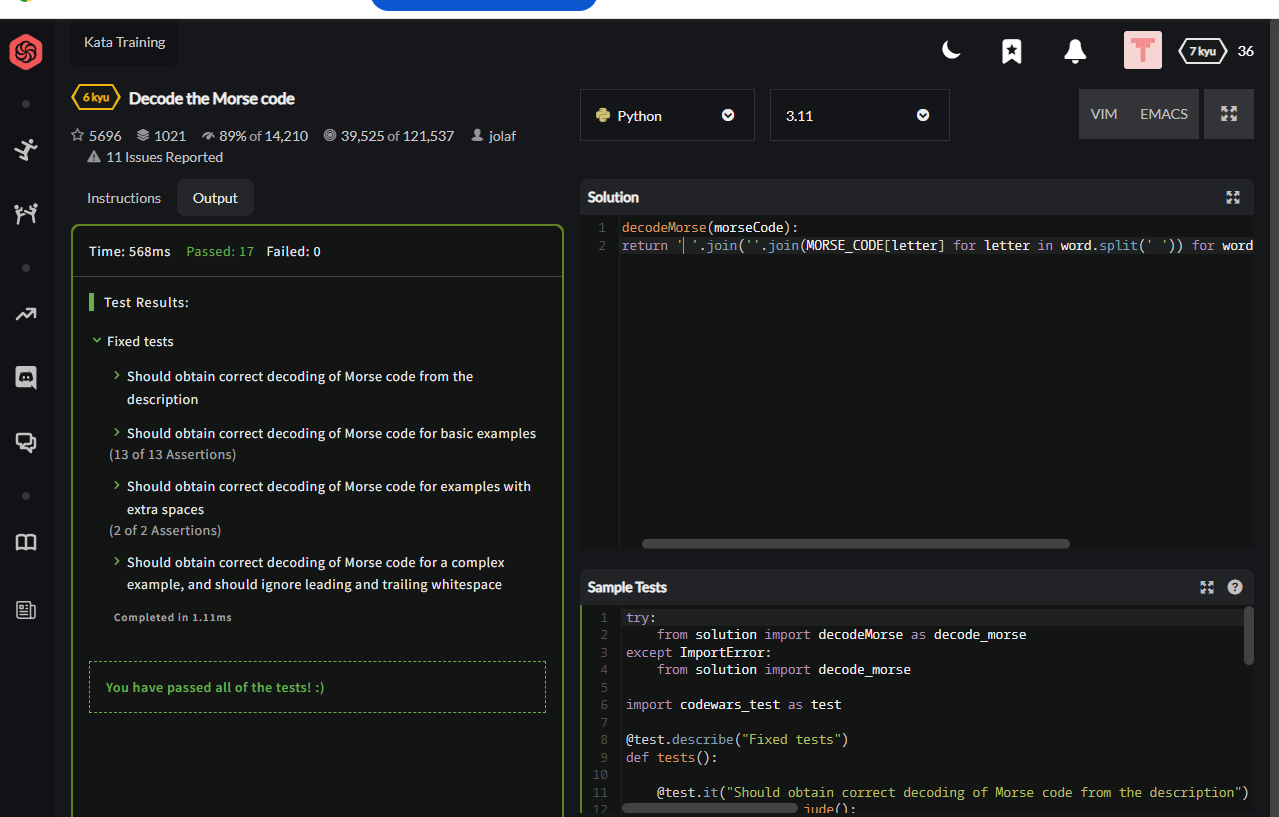 Kata Training
7 kyu 36
6 kyu Decode the Morse code
5696 1021 89% of 14,210 39,525 of 121,537 jolaf
11 Issues Reported
Python
3.11
VIM EMACS
Instructions Output
Time: 568ms Passed: 17 Failed: 0
Test Results:
Fixed tests
Should obtain correct decoding of Morse code from the
description
Should obtain correct decoding of Morse code for basic examples
(13 of 13 Assertions)
Should obtain correct decoding of Morse code for examples with
extra spaces
(2 of 2 Assertions)
Should obtain correct decoding of Morse code for a complex
example, and should ignore leading and trailing whitespace
Completed in 1.11ms
You have passed all of the tests! :)
Solution
1 decodeMorse(morseCode):
2 return ' '.join(''.join(MORSE_CODE[letter] for letter in word.split(' ')) for word
Sample Tests
1 try:
2 from solution import decodeMorse as decode_morse
3 except ImportError:
4 from solution import decode_morse
5
6 import codewars_test as test
7
8 @test.describe("Fixed tests")
9 def tests():
10
11 @test.it("Should obtain correct decoding of Morse code from the description")
12